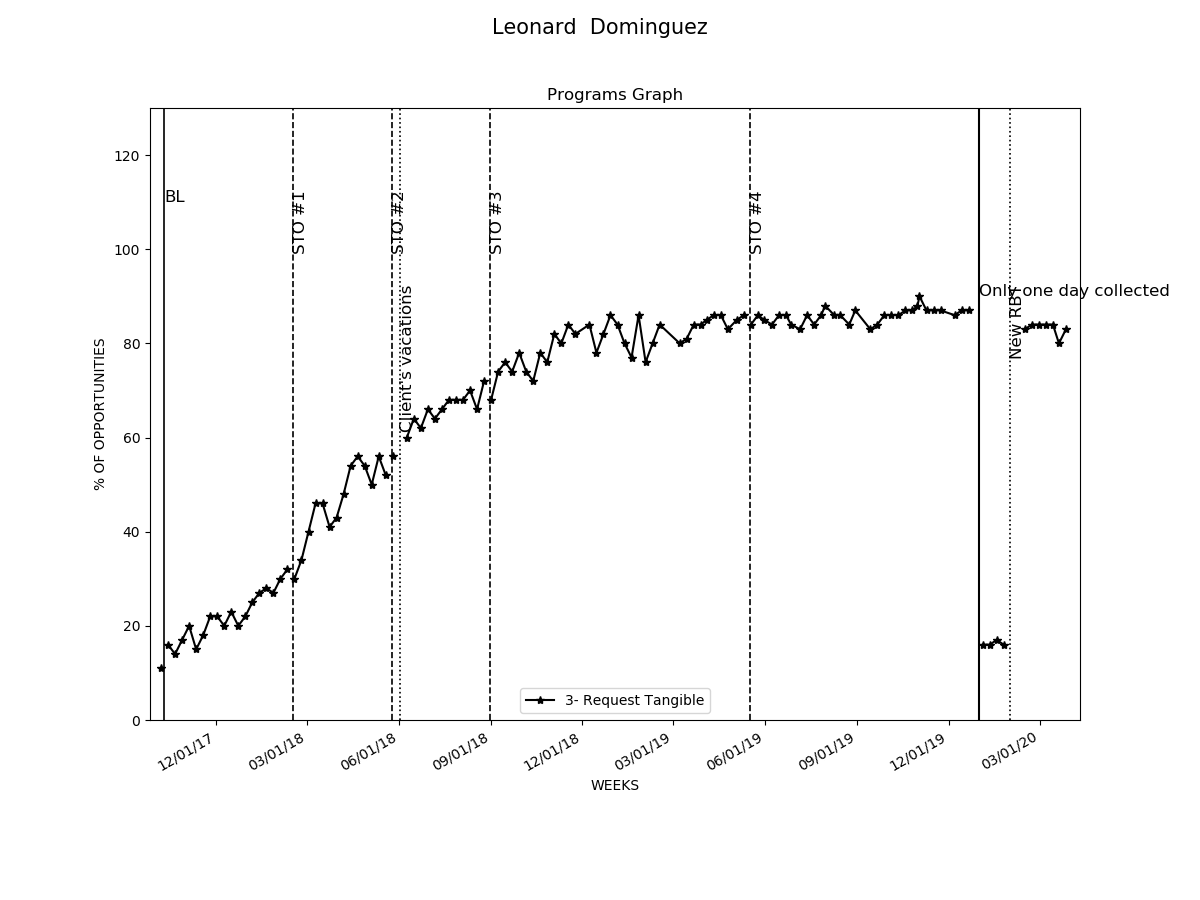 Leonard  Dominguez
Programs Graph
120
100
80
60
40
20
0
% OF OPPORTUNITIES
BL
STO #1
STO #2
Client's vacations
STO #3
STO #4
Only one day collected
New RBT
3- Request Tangible
12/01/17
03/01/18
06/01/18
09/01/18
12/01/18
03/01/19
06/01/19
09/01/19
12/01/19
03/01/20
WEEKS